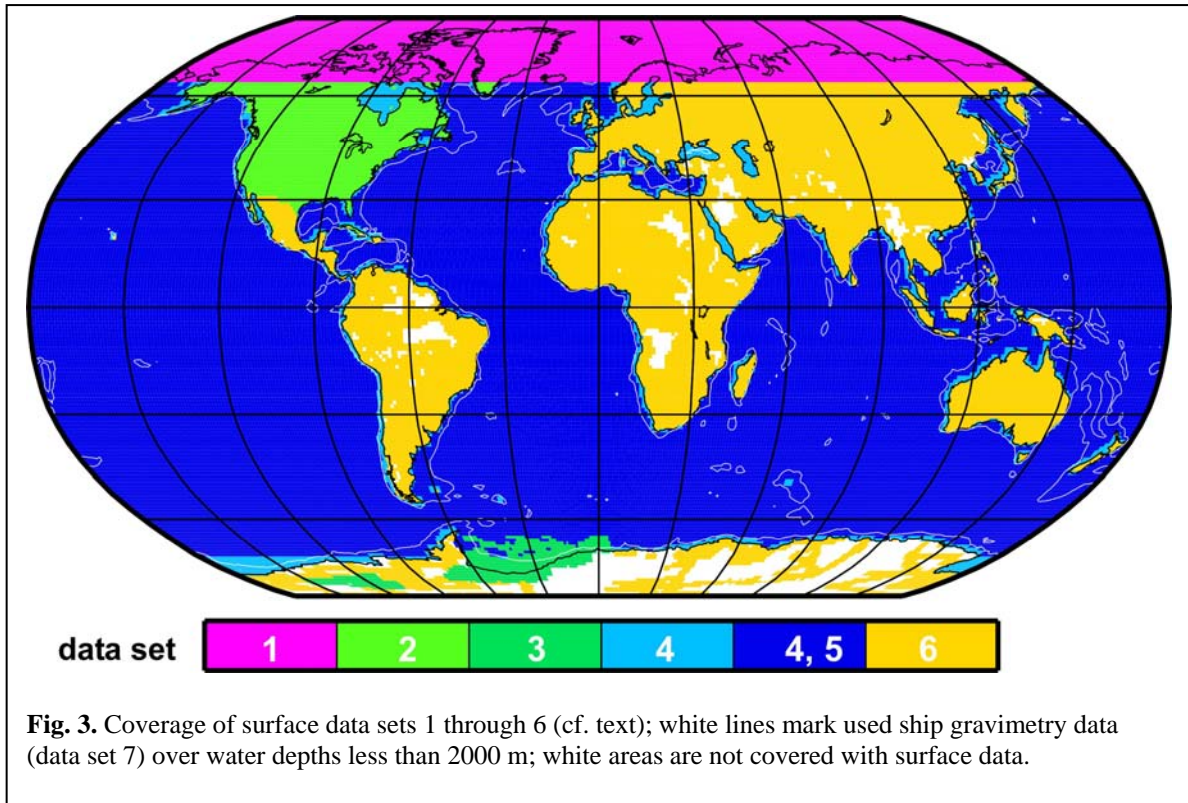 data set 1 2 3 4 4, 5 6
Fig. 3. Coverage of surface data sets 1 through 6 (cf. text); white lines mark used ship gravimetry data
(data set 7) over water depths less than 2000 m; white areas are not covered with surface data.